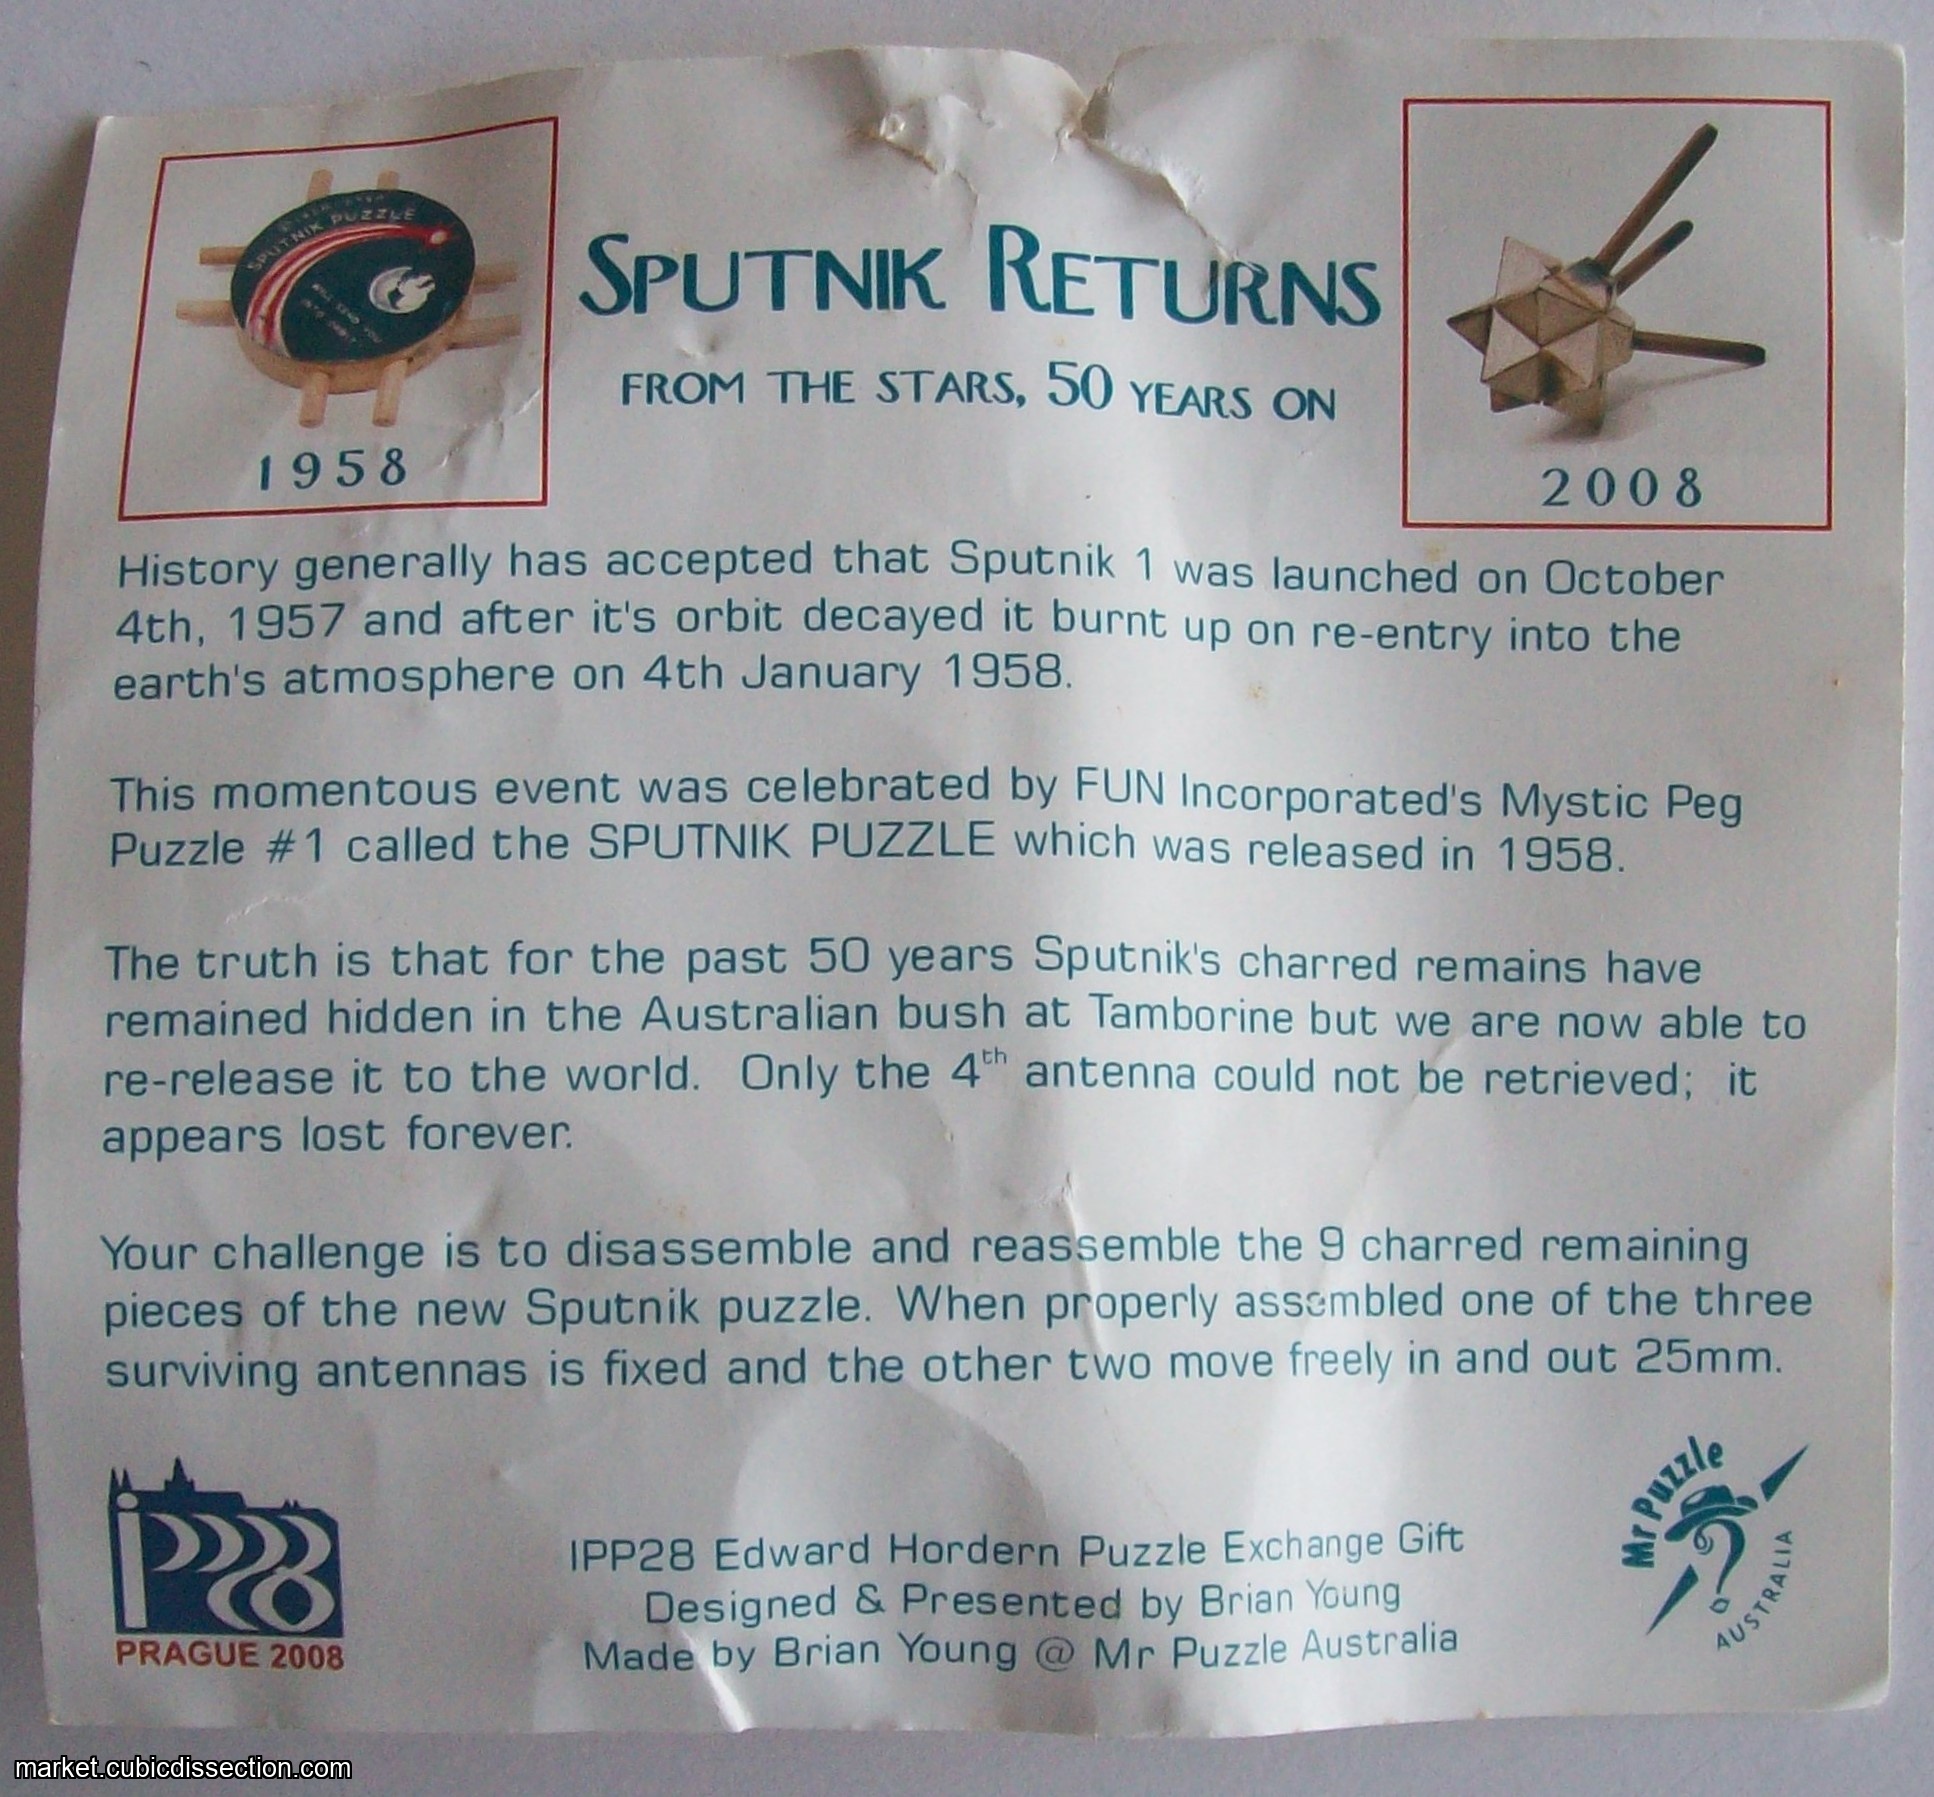 SPUTNIK PUZZLE
WILL SEND YOU
INTO ORBIT
1958
SPUTNIK RETURNS
FROM THE STARS, 50 YEARS ON
2008
History generally has accepted that Sputnik 1 was launched on October
4th, 1957 and after it's orbit decayed it burnt up on re-entry into the
earth's atmosphere on 4th January 1958.
This momentous event was celebrated by FUN Incorporated's Mystic Peg
Puzzle #1 called the SPUTNIK PUZZLE which was released in 1958.
The truth is that for the past 50 years Sputnik's charred remains have
remained hidden in the Australian bush at Tamborine but we are now able to
re-release it to the world. Only the 4th antenna could not be retrieved; it
appears lost forever.
Your challenge is to disassemble and reassemble the 9 charred remaining
pieces of the new Sputnik puzzle. When properly assembled one of the three
surviving antennas is fixed and the other two move freely in and out 25mm.
IPP28
PRAGUE 2008
IPP28 Edward Hordern Puzzle Exchange Gift
Designed & Presented by Brian Young
Made by Brian Young @ Mr Puzzle Australia
Mr Puzzle
AUSTRALIA
market.cubicdissection.com